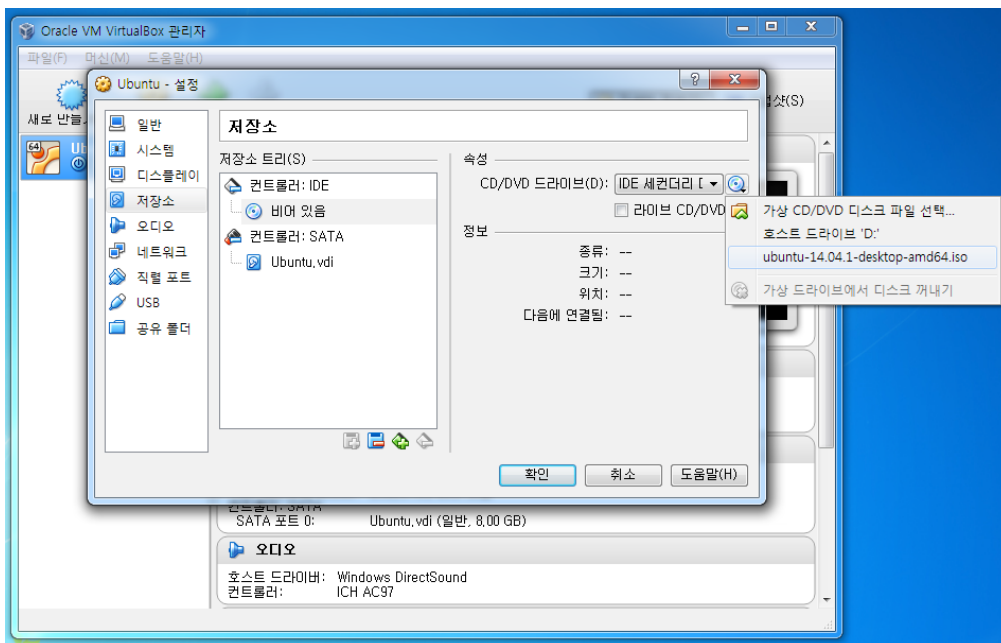 Oracle VM VirtualBox 관리자
파일(F) 머신(M) 도움말(H)
새로 만들
샷(S)
64
Ubuntu - 설정
일반
시스템
디스플레이
저장소
오디오
네트워크
직렬 포트
USB
공유 폴더
저장소
저장소 트리(S)
컨트롤러: IDE
비어 있음
컨트롤러: SATA
Ubuntu.vdi
속성
CD/DVD 드라이브(D): IDE 세컨더리
라이브 CD/DVD
정보
종류: --
크기: --
위치: --
다음에 연결됨: --
가상 CD/DVD 디스크 파일 선택...
호스트 드라이브 'D:'
ubuntu-14.04.1-desktop-amd64.iso
가상 드라이브에서 디스크 꺼내기
확인 취소 도움말(H)
컨트롤러: SATA
SATA 포트 0: Ubuntu.vdi (일반, 8.00 GB)
오디오
호스트 드라이버: Windows DirectSound
컨트롤러: ICH AC97